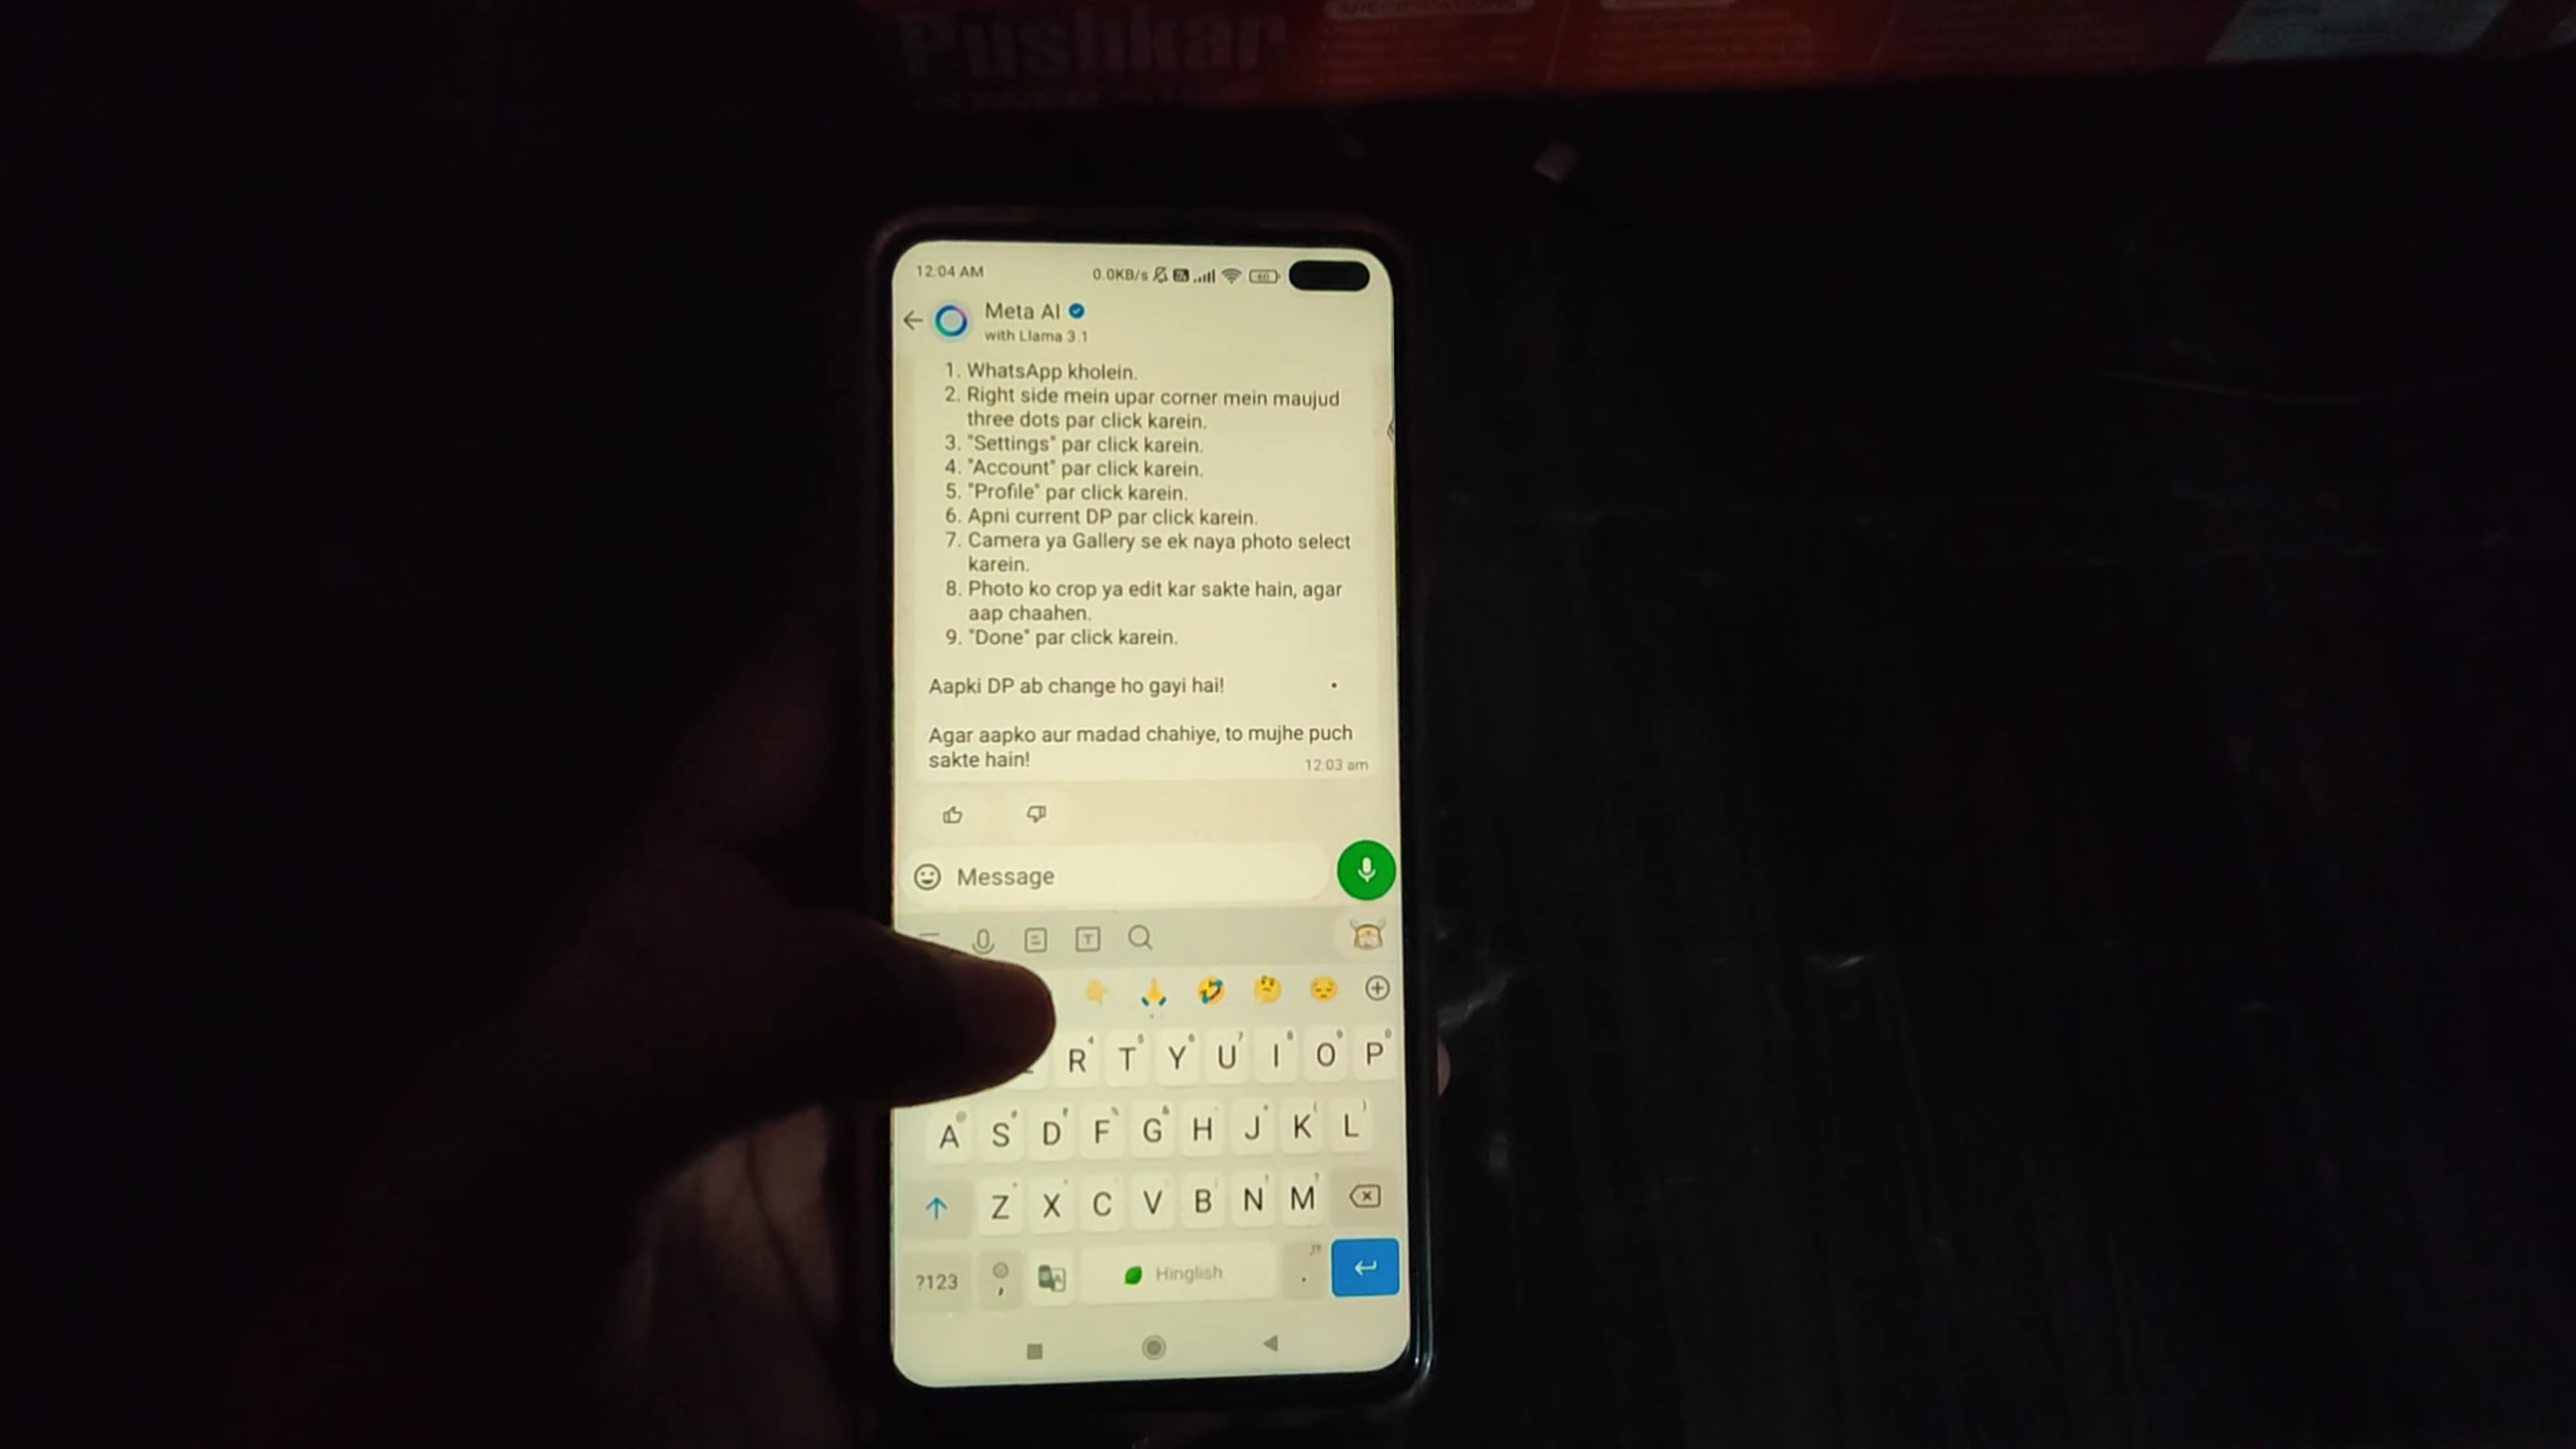 Pushkar
SPECIFICATIONS
12:04 AM
0.0KB/s
60
Meta AI
with Llama 3.1
1. WhatsApp kholein.
2. Right side mein upar corner mein maujud
three dots par click karein.
3. "Settings" par click karein.
4. "Account" par click karein.
5. "Profile" par click karein.
6. Apni current DP par click karein.
7. Camera ya Gallery se ek naya photo select
karein.
8. Photo ko crop ya edit kar sakte hain, agar
aap chaahen.
9. "Done" par click karein.
Aapki DP ab change ho gayi hai!
Agar aapko aur madad chahiye, to mujhe puch
sakte hain!
12:03 am
Message
R T Y U I O P
A S D F G H J K L
Z X C V B N M
?123 , Hinglish .